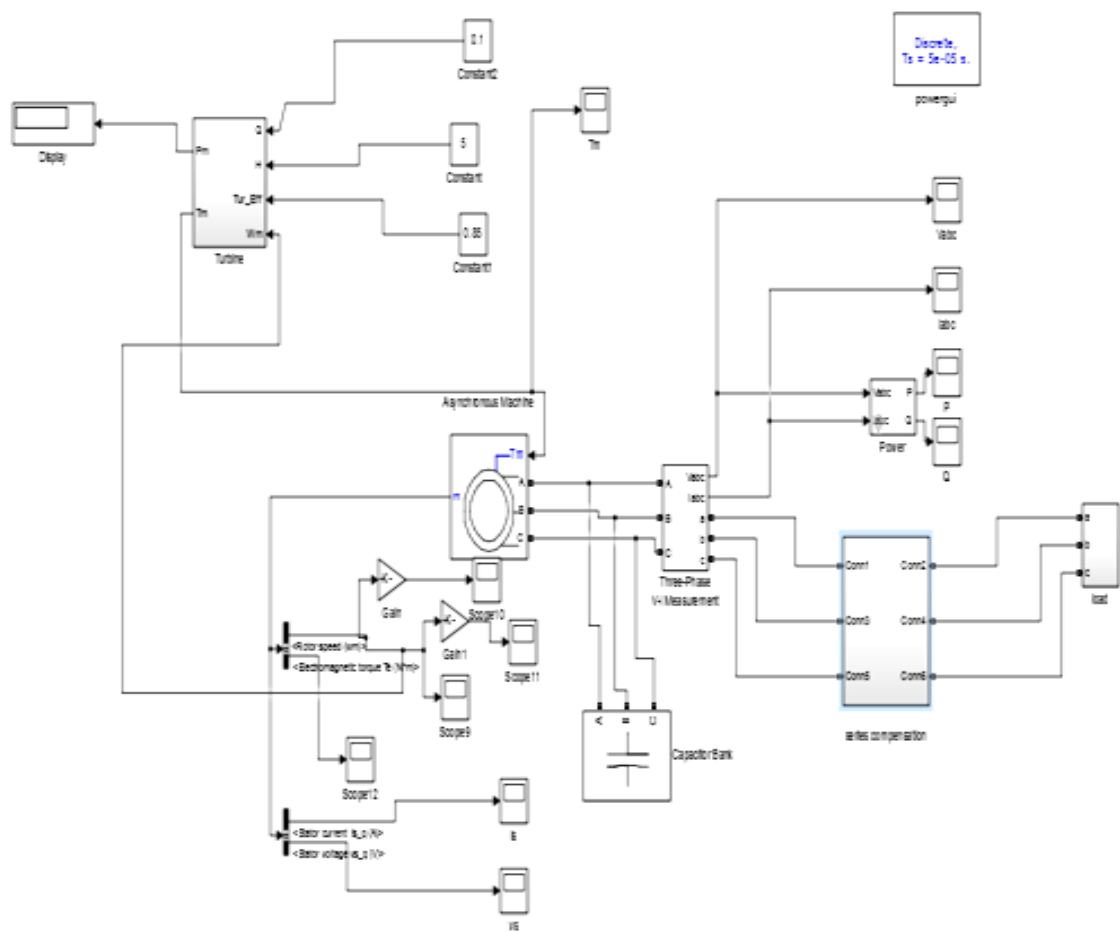 0.1
Constant2
Discrete,
Ts = 5e-05 s.
powergui
Display
Tm
Q
H
Tur_Eff
Wm
Pm
Tm
Turbine
5
Constant
0.85
Constant1
Vabc
Iabc
Vabc
Iabc
P
Q
Power
P
Q
Asynchronous Machine
Tm
m
A
B
C
A
B
C
Vabc
Iabc
a
b
c
Three-Phase
V-I Measurement
Conn1
Conn3
Conn5
Conn2
Conn4
Conn6
series compensation
a
b
c
load
K-
Gain
Scope10
K-
Gain1
Scope11
<Rotor speed (wm)>
<Electromagnetic torque Te (N*m)>
Scope9
Scope12
A
B
C
Capacitor Bank
<Stator current is_q (A)>
<Stator voltage vs_q (V)>
vs